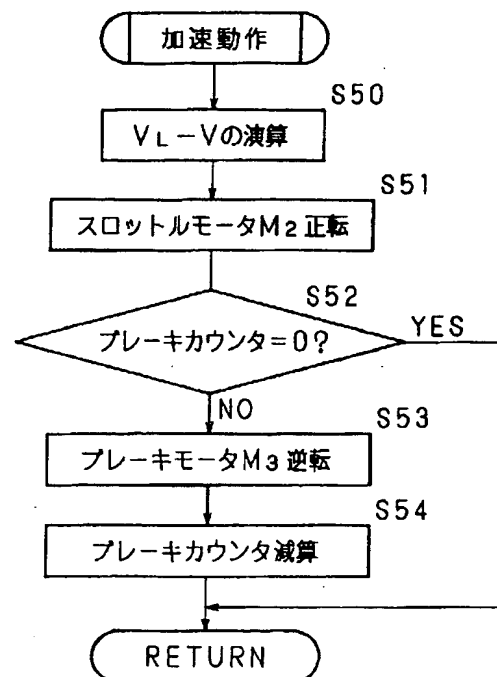 加速動作
S50
VL－Vの演算
S51
スロットルモータM2正転
S52
ブレーキカウンタ=0?
YES
NO
S53
ブレーキモータM3逆転
S54
ブレーキカウンタ減算
RETURN